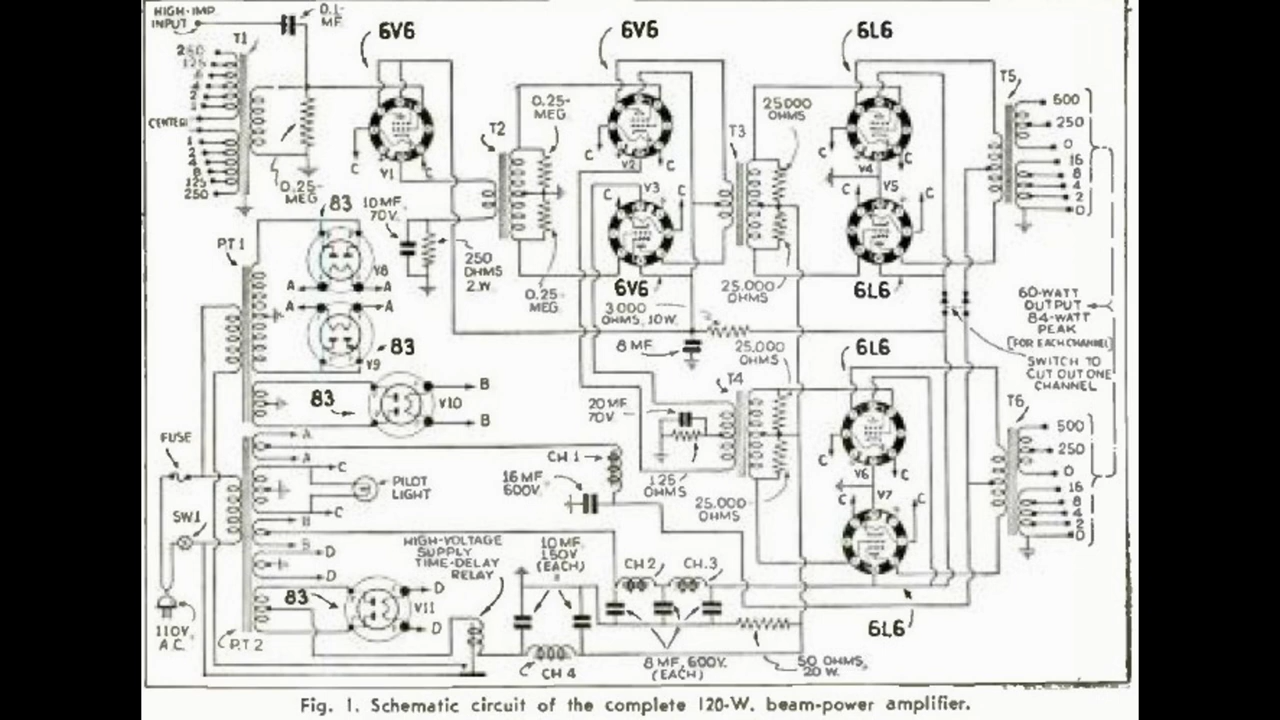 HIGH-IMP.
INPUT
0.1-
MF.
6V6
6V6
6L6
T1
250
125
CENTER
1
2
4
8
125
250
0.25-
MEG.
V1
C
C
T2
0.25-
MEG.
0.25-
MEG.
V2
C
C
V3
C
C
6V6
T3
25,000
OHMS
25,000
OHMS
V4
C
C
V5
C
C
6L6
T5
500
250
0
16
8
4
2
0
83
10 MF.
70V.
250
OHMS
2.W.
PT1
V8
A
A
A
A
V9
83
3,000
OHMS, 10W.
8 MF.
25,000
OHMS
60-WATT
OUTPUT
84-WATT
PEAK
(FOR EACH CHANNEL)
SWITCH TO
CUT OUT ONE
CHANNEL
83
V10
B
B
T4
20 MF.
70V.
125
OHMS
25,000
OHMS
6L6
V6
C
C
V7
C
C
6L6
T6
500
250
0
16
8
4
2
0
FUSE
SW.1
110V.
A.C.
A
A
C
C
PILOT
LIGHT
B
B
D
D
83
V11
D
D
P.T 2
CH 1
16 MF.
600V.
HIGH-VOLTAGE
SUPPLY
TIME-DELAY
RELAY
10 MF.
150V
(EACH)
CH 2
CH.3
CH 4
8 MF., 600V.
(EACH)
50 OHMS,
20 W.
Fig. 1. Schematic circuit of the complete 120-W. beam-power amplifier.